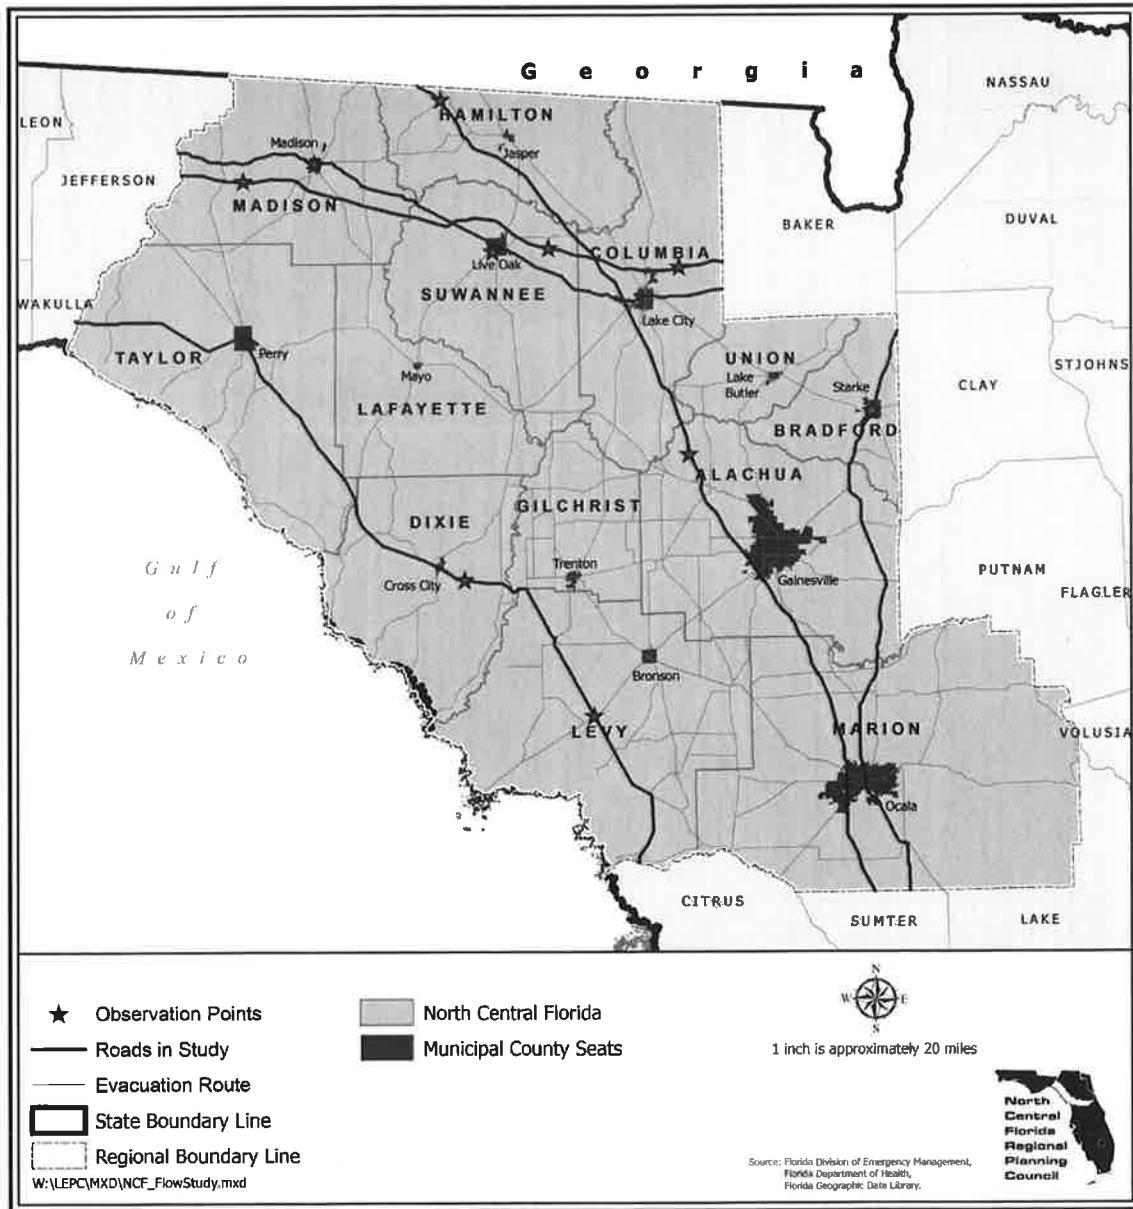 G e o r g i a
NASSAU
LEON
HAMILTON
Madison
Jasper
JEFFERSON
MADISON
DUVAL
BAKER
COLUMBIA
Live Oak
SUWANNEE
WAKULLA
Lake City
TAYLOR
Perry
UNION
STJOHNS
Mayo
Lake
Butler
Starke
CLAY
LAFAYETTE
BRADFORD
ALACHUA
GILCHRIST
DIXIE
Gulf
of
Mexico
Trenton
Cross City
Gainesville
PUTNAM
FLAGLER
Bronson
LEVY
MARION
VOLUSIA
Ocala
CITRUS
SUMTER
LAKE
Observation Points
Roads in Study
Evacuation Route
State Boundary Line
Regional Boundary Line
W:\LEPC\MXD\NCF_FlowStudy.mxd
North Central Florida
Municipal County Seats
N
W E
S
1 inch is approximately 20 miles
North
Central
Florida
Regional
Planning
Council
Source: Florida Division of Emergency Management,
Florida Department of Health,
Florida Geographic Data Library.